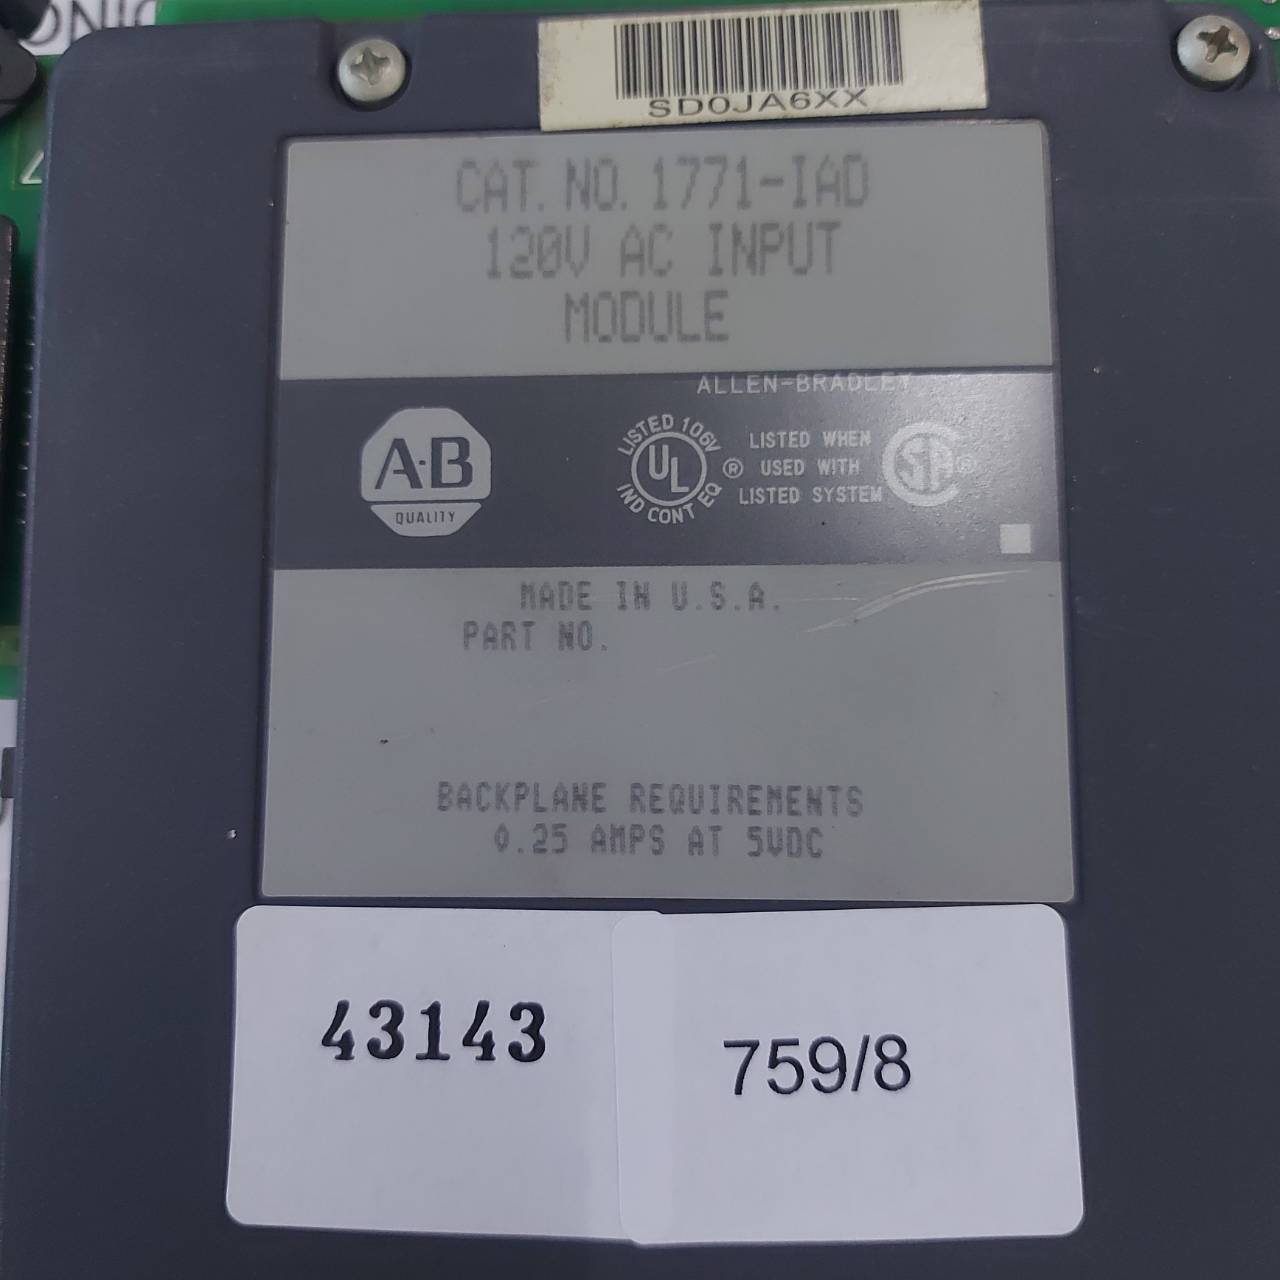 SD0JA6XX
CAT. NO. 1771-IAD
120V AC INPUT
MODULE
ALLEN-BRADLEY
A-B
QUALITY
LISTED 106V
UL
IND CONT EQ
®
LISTED WHEN
USED WITH
LISTED SYSTEM
SA
®
MADE IN U.S.A.
PART NO.
BACKPLANE REQUIREMENTS
0.25 AMPS AT 5VDC
43143
759/8